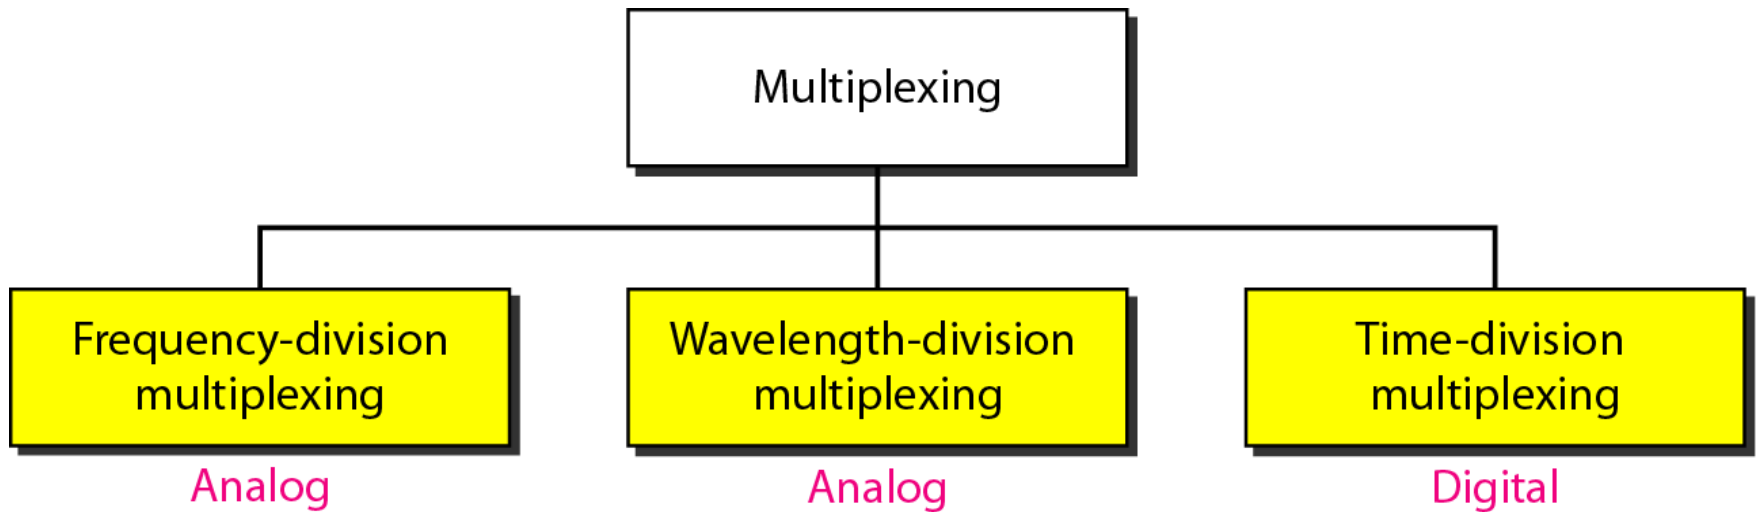 Multiplexing
Frequency-division
multiplexing
Wavelength-division
multiplexing
Time-division
multiplexing
Analog
Analog
Digital